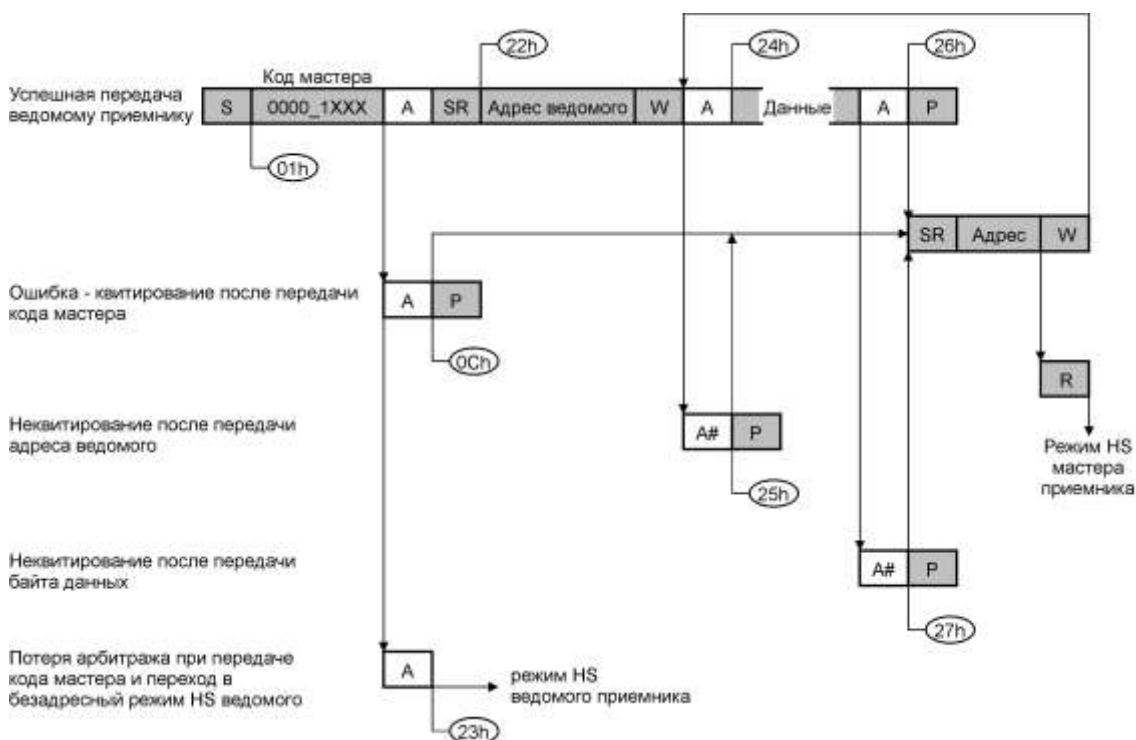 22h
24h
26h
Код мастера
Успешная передача
ведомому приемнику
S 0000_1XXX A SR Адрес ведомого W A Данные A P
01h
SR Адрес W
Ошибка - квитирование после передачи
кода мастера
A P
0Ch
R
Неквитирование после передачи
адреса ведомого
A# P
Режим HS
мастера
приемника
25h
Неквитирование после передачи
байта данных
A# P
27h
Потеря арбитража при передаче
кода мастера и переход в
безадресный режим HS ведомого
A
режим HS
ведомого приемника
23h